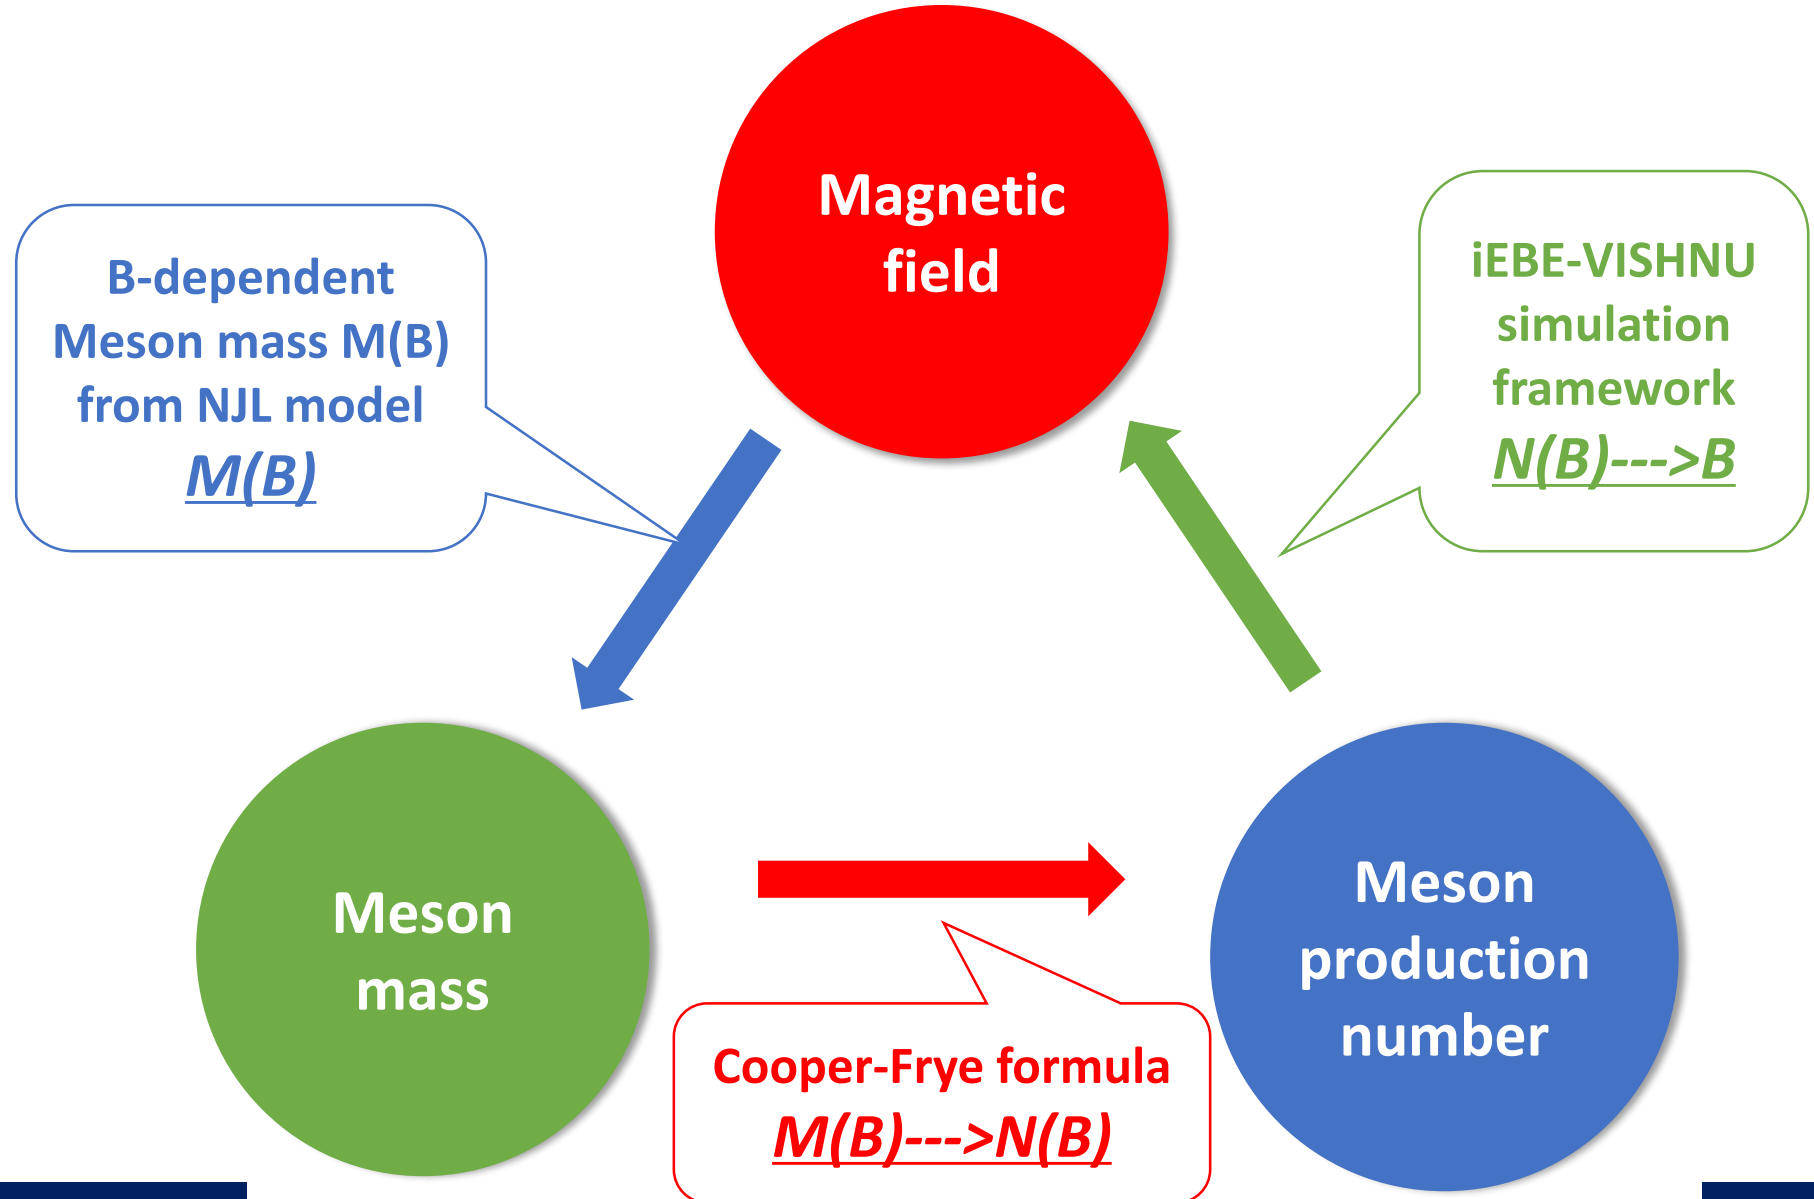 Magnetic
field
B-dependent
Meson mass M(B)
from NJL model
M(B)
iEBE-VISHNU
simulation
framework
N(B)--->B
Meson
mass
Meson
production
number
Cooper-Frye formula
M(B)--->N(B)